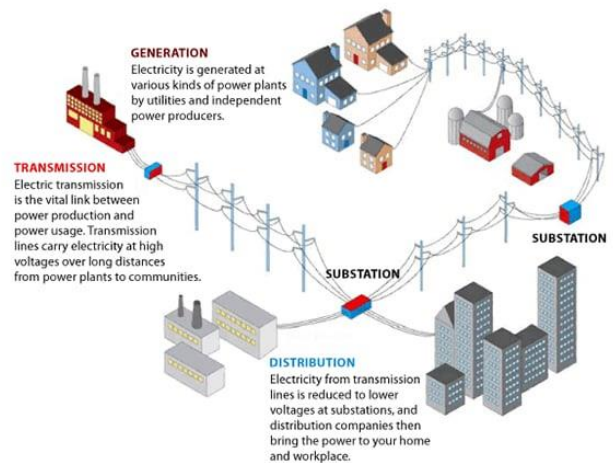 GENERATION
Electricity is generated at
various kinds of power plants
by utilities and independent
power producers.
TRANSMISSION
Electric transmission
is the vital link between
power production and
power usage. Transmission
lines carry electricity at high
voltages over long distances
from power plants to communities.
SUBSTATION
SUBSTATION
DISTRIBUTION
Electricity from transmission
lines is reduced to lower
voltages at substations, and
distribution companies then
bring the power to your home
and workplace.